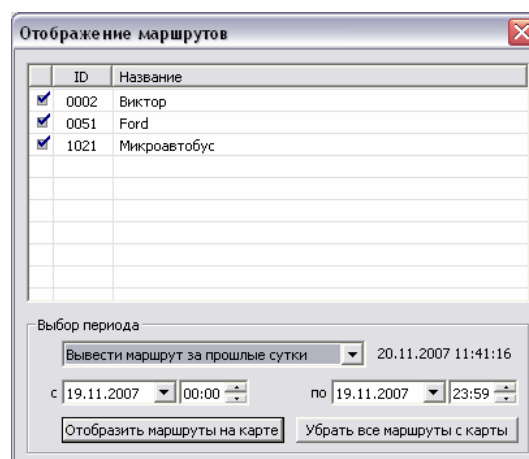 Отображение маршрутов
ID Название
0002 Виктор
0051 Ford
1021 Микроавтобус
Выбор периода
Вывести маршрут за прошлые сутки 20.11.2007 11:41:16
с 19.11.2007 00:00 по 19.11.2007 23:59
Отобразить маршруты на карте Убрать все маршруты с карты